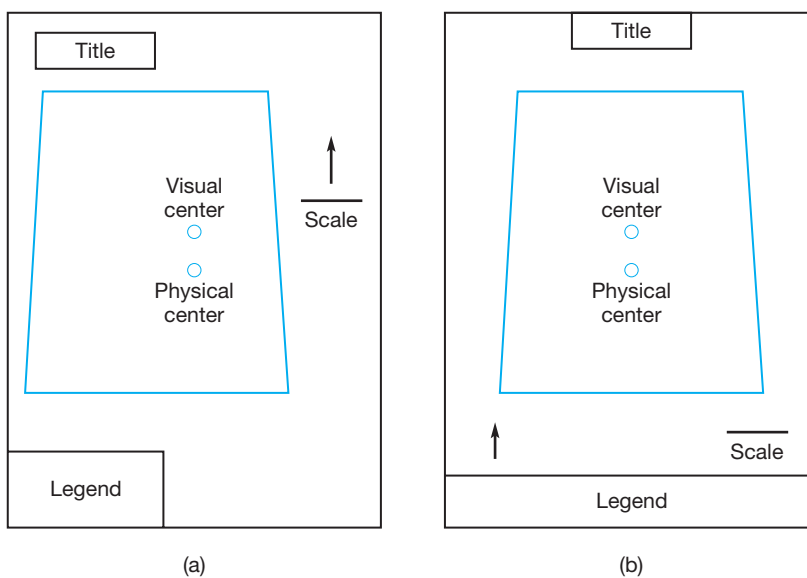 Title
Visual
center
Scale
Physical
center
Legend
(a)
Title
Visual
center
Physical
center
Scale
Legend
(b)